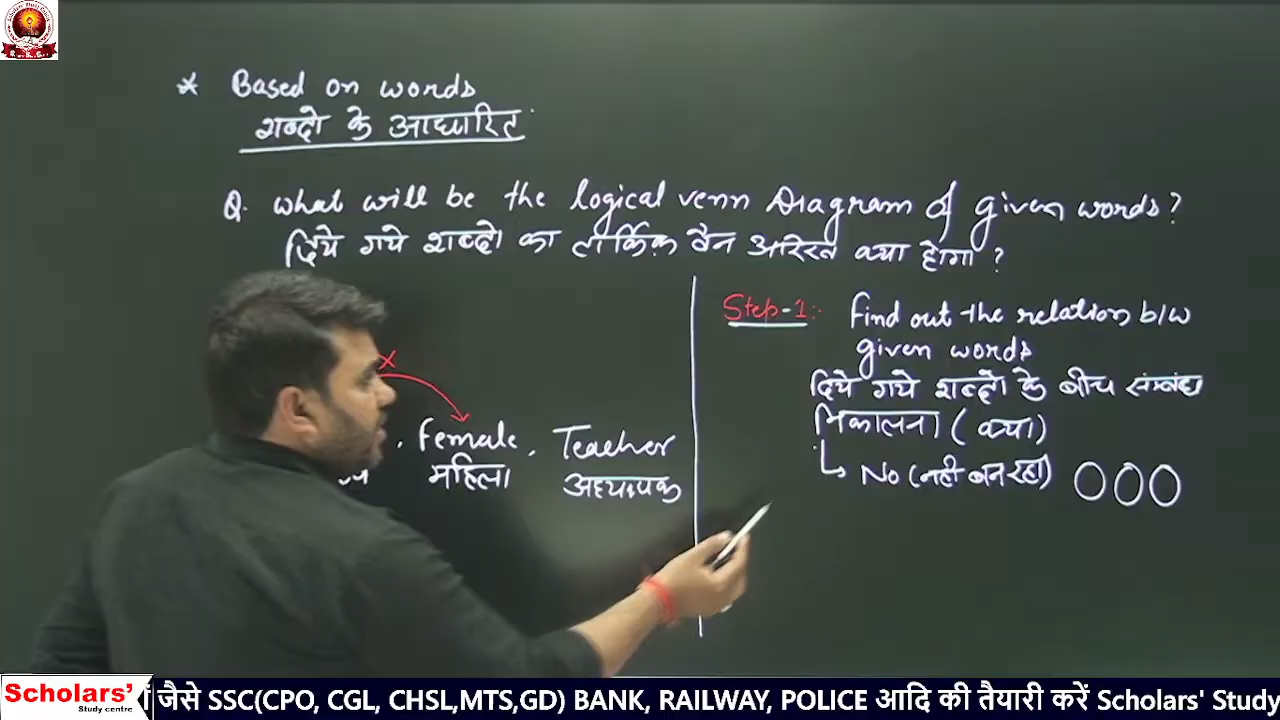 * Based on words
शब्दो के आधारित
Q. what will be the logical venn Diagram of given words?
दिये गये शब्दो का तार्किक वैन आरेख क्या होगा?
Step-1:- Find out the relation b/w
given words
दिये गये शब्दो के बीच संम्बंध
निकालना (क्या)
No (नही बन रहा)
x
, Female, Teacher
महिला अध्यापक
Scholars' जैसे SSC(CPO, CGL, CHSL,MTS,GD) BANK, RAILWAY, POLICE आदि की तैयारी करें Scholars' Study
Study centre